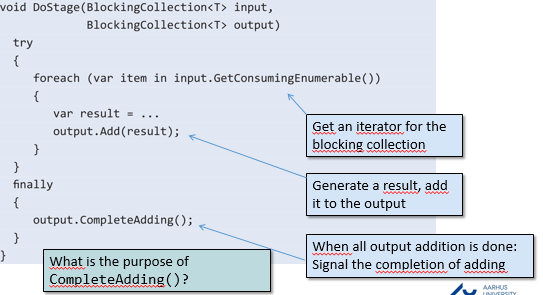 void DoStage(BlockingCollection<T> input,
BlockingCollection<T> output)
try
{
foreach (var item in input.GetConsumingEnumerable())
{
var result = ...
output.Add(result);
}
}
finally
{
output.CompleteAdding();
}
}
Get an iterator for the
blocking collection
Generate a result, add
it to the output
When all output addition is done:
Signal the completion of adding
What is the purpose of
CompleteAdding()?
AARHUS
UNIVERSITY